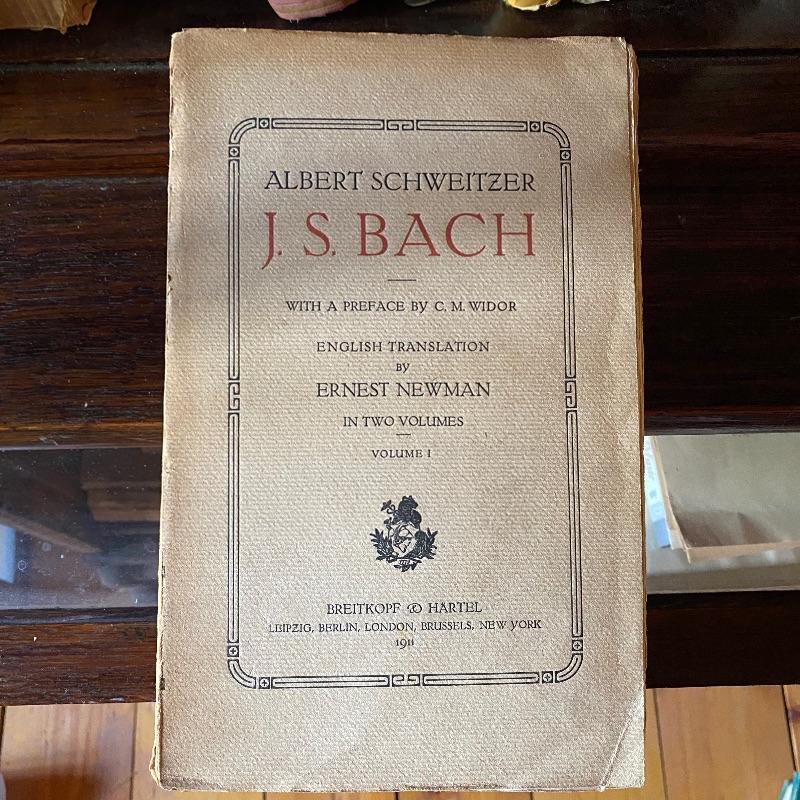 ALBERT SCHWEITZER
J. S. BACH
WITH A PREFACE BY C. M. WIDOR
ENGLISH TRANSLATION
BY
ERNEST NEWMAN
IN TWO VOLUMES
VOLUME I
BREITKOPF & HÄRTEL
LEIPZIG, BERLIN, LONDON, BRUSSELS, NEW YORK
1911